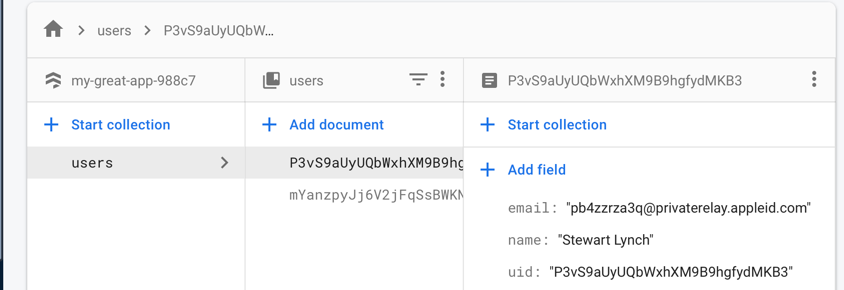 users P3vS9aUyUQbW...
my-great-app-988c7
Start collection
users
users
Add document
P3vS9aUyUQbWxhXM9B9hg
mYanzpyJj6V2jFqSsBWKN
P3vS9aUyUQbWxhXM9B9hgfydMKB3
Start collection
Add field
email: "pb4zzrza3q@privaterelay.appleid.com"
name: "Stewart Lynch"
uid: "P3vS9aUyUQbWxhXM9B9hgfydMKB3"